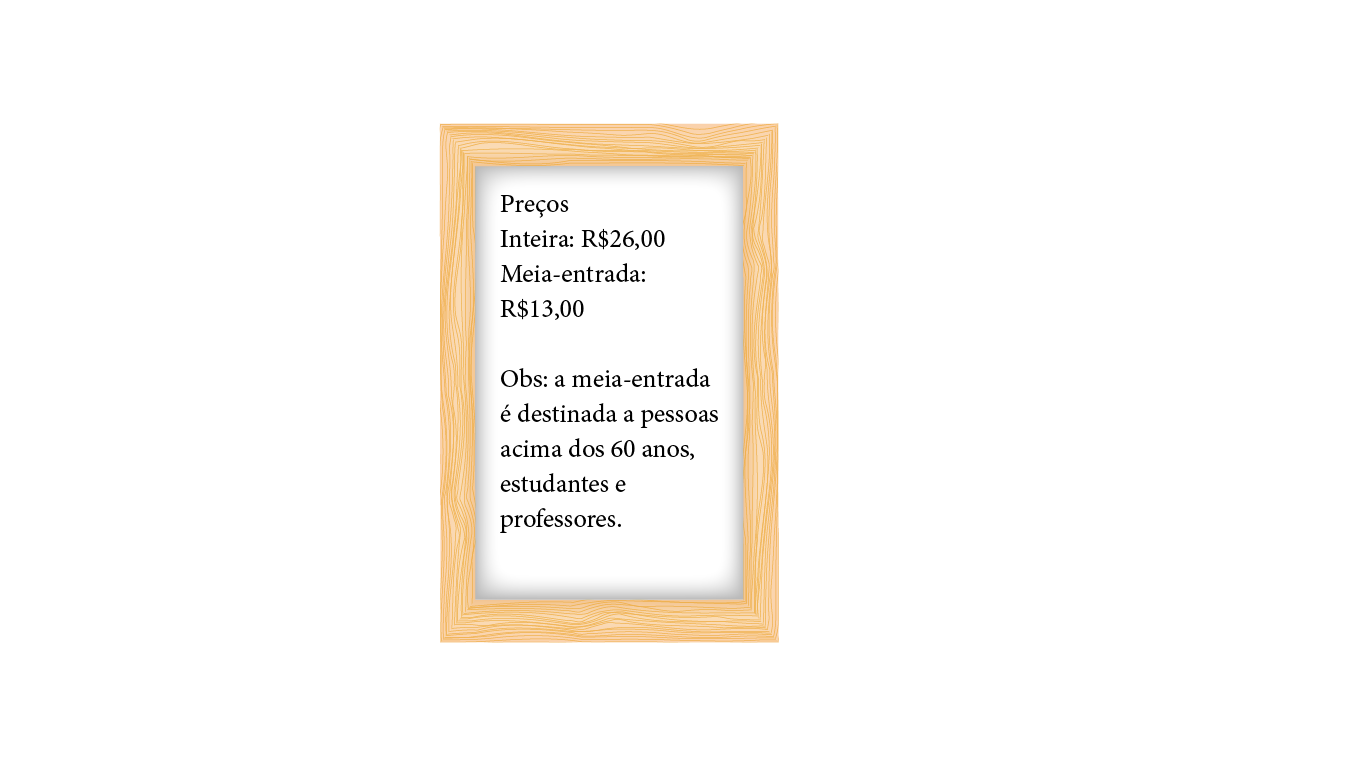 Preços
Inteira: R$26,00
Meia-entrada:
R$13,00
Obs: a meia-entrada
é destinada a pessoas
acima dos 60 anos,
estudantes e
professores.